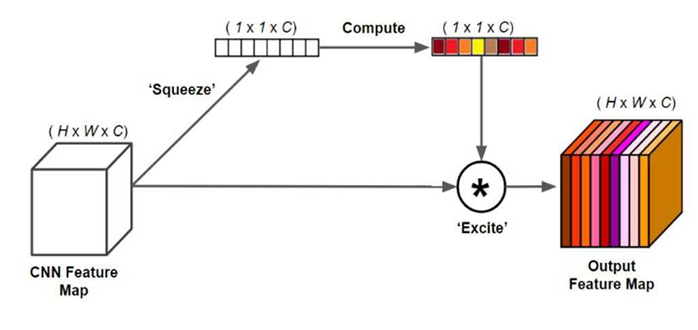 ( 1 x 1 x C)
Compute
( 1 x 1 x C)
'Squeeze'
( H x W x C)
( H x W x C)
*
'Excite'
CNN Feature
Map
Output
Feature Map